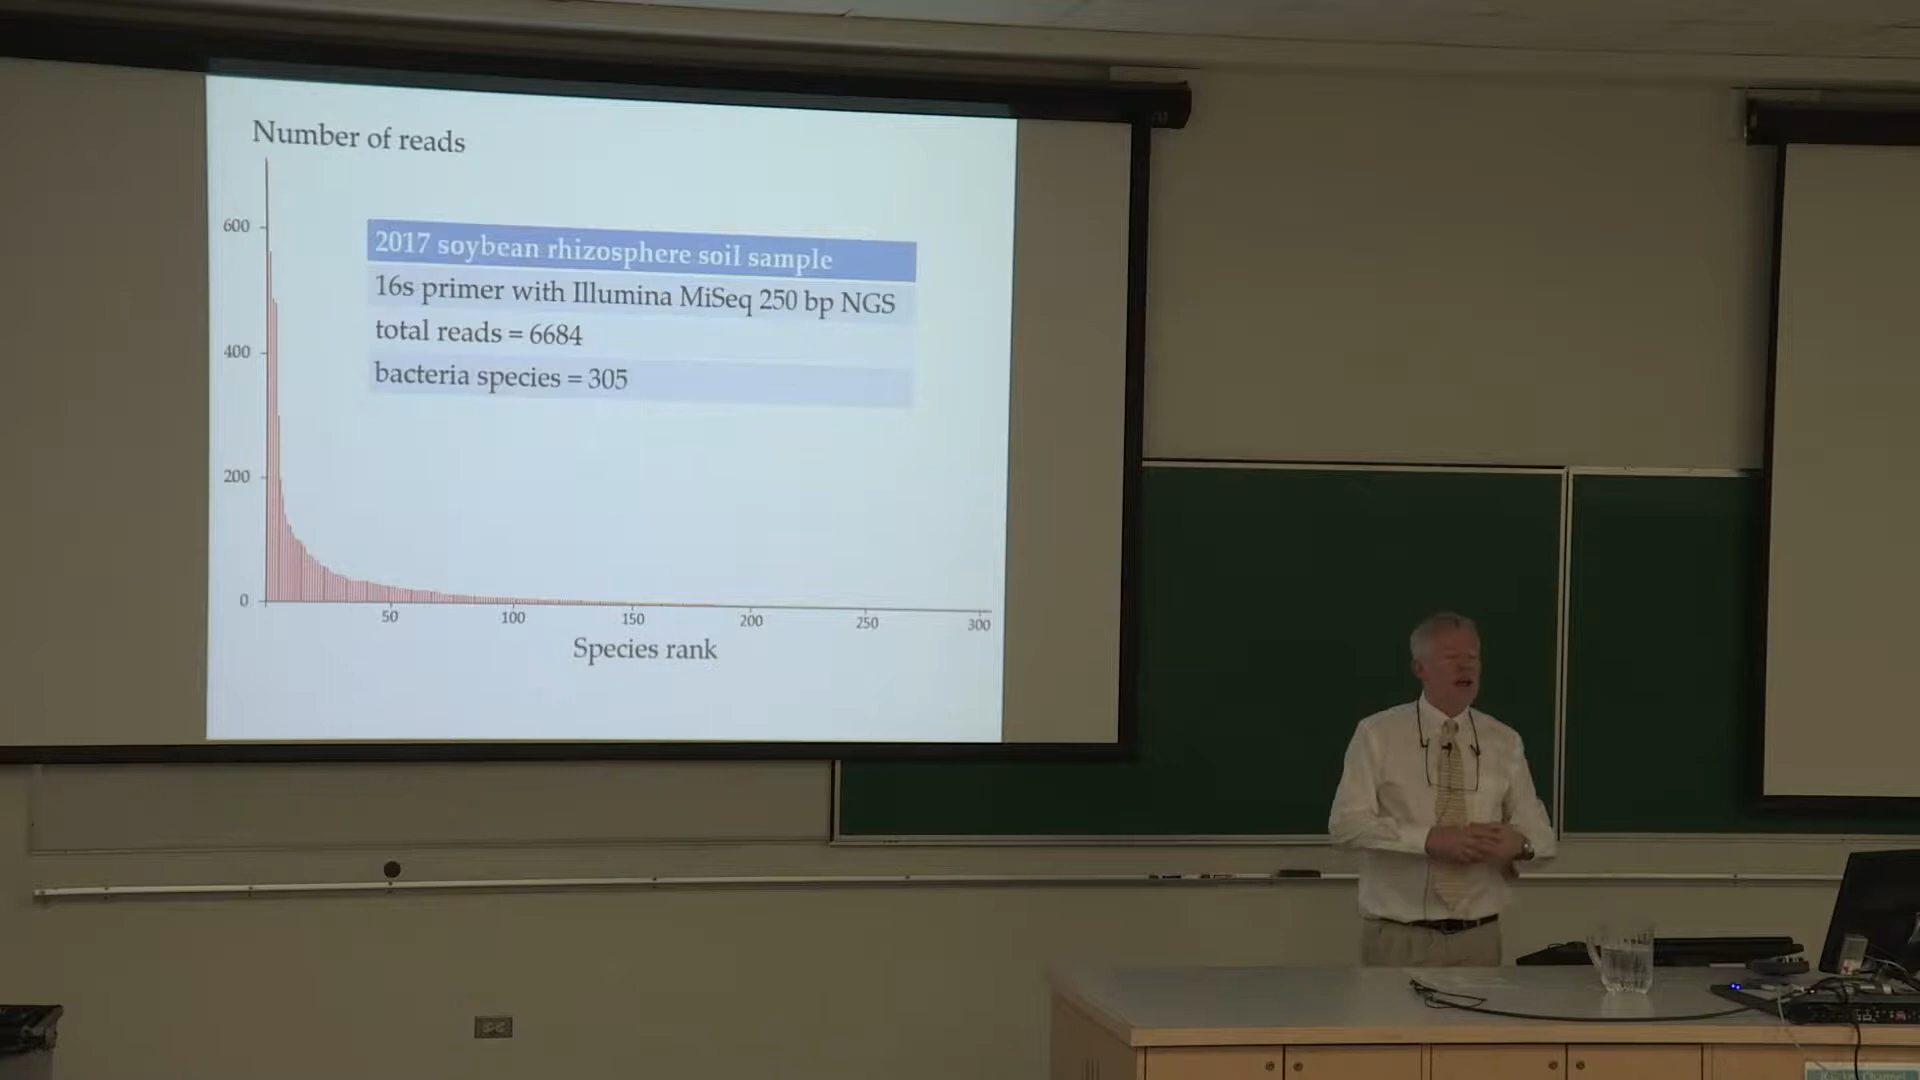 Number of reads
600
400
200
0
2017 soybean rhizosphere soil sample
16s primer with Illumina MiSeq 250 bp NGS
total reads = 6684
bacteria species = 305
50
100
150
200
250
300
Species rank